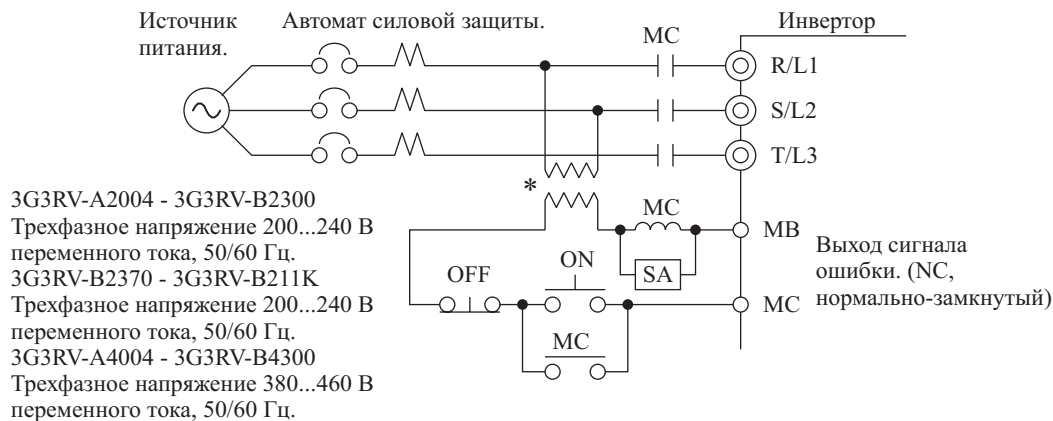 Источник
питания.
Автомат силовой защиты.
Инвертор
MC
R/L1
S/L2
T/L3
*
3G3RV-A2004 - 3G3RV-B2300
Трехфазное напряжение 200...240 В
переменного тока, 50/60 Гц.
3G3RV-B2370 - 3G3RV-B211K
Трехфазное напряжение 200...240 В
переменного тока, 50/60 Гц.
3G3RV-A4004 - 3G3RV-B4300
Трехфазное напряжение 380...460 В
переменного тока, 50/60 Гц.
MC
MB
OFF
ON
SA
MC
MC
Выход сигнала
ошибки. (NC,
нормально-замкнутый)